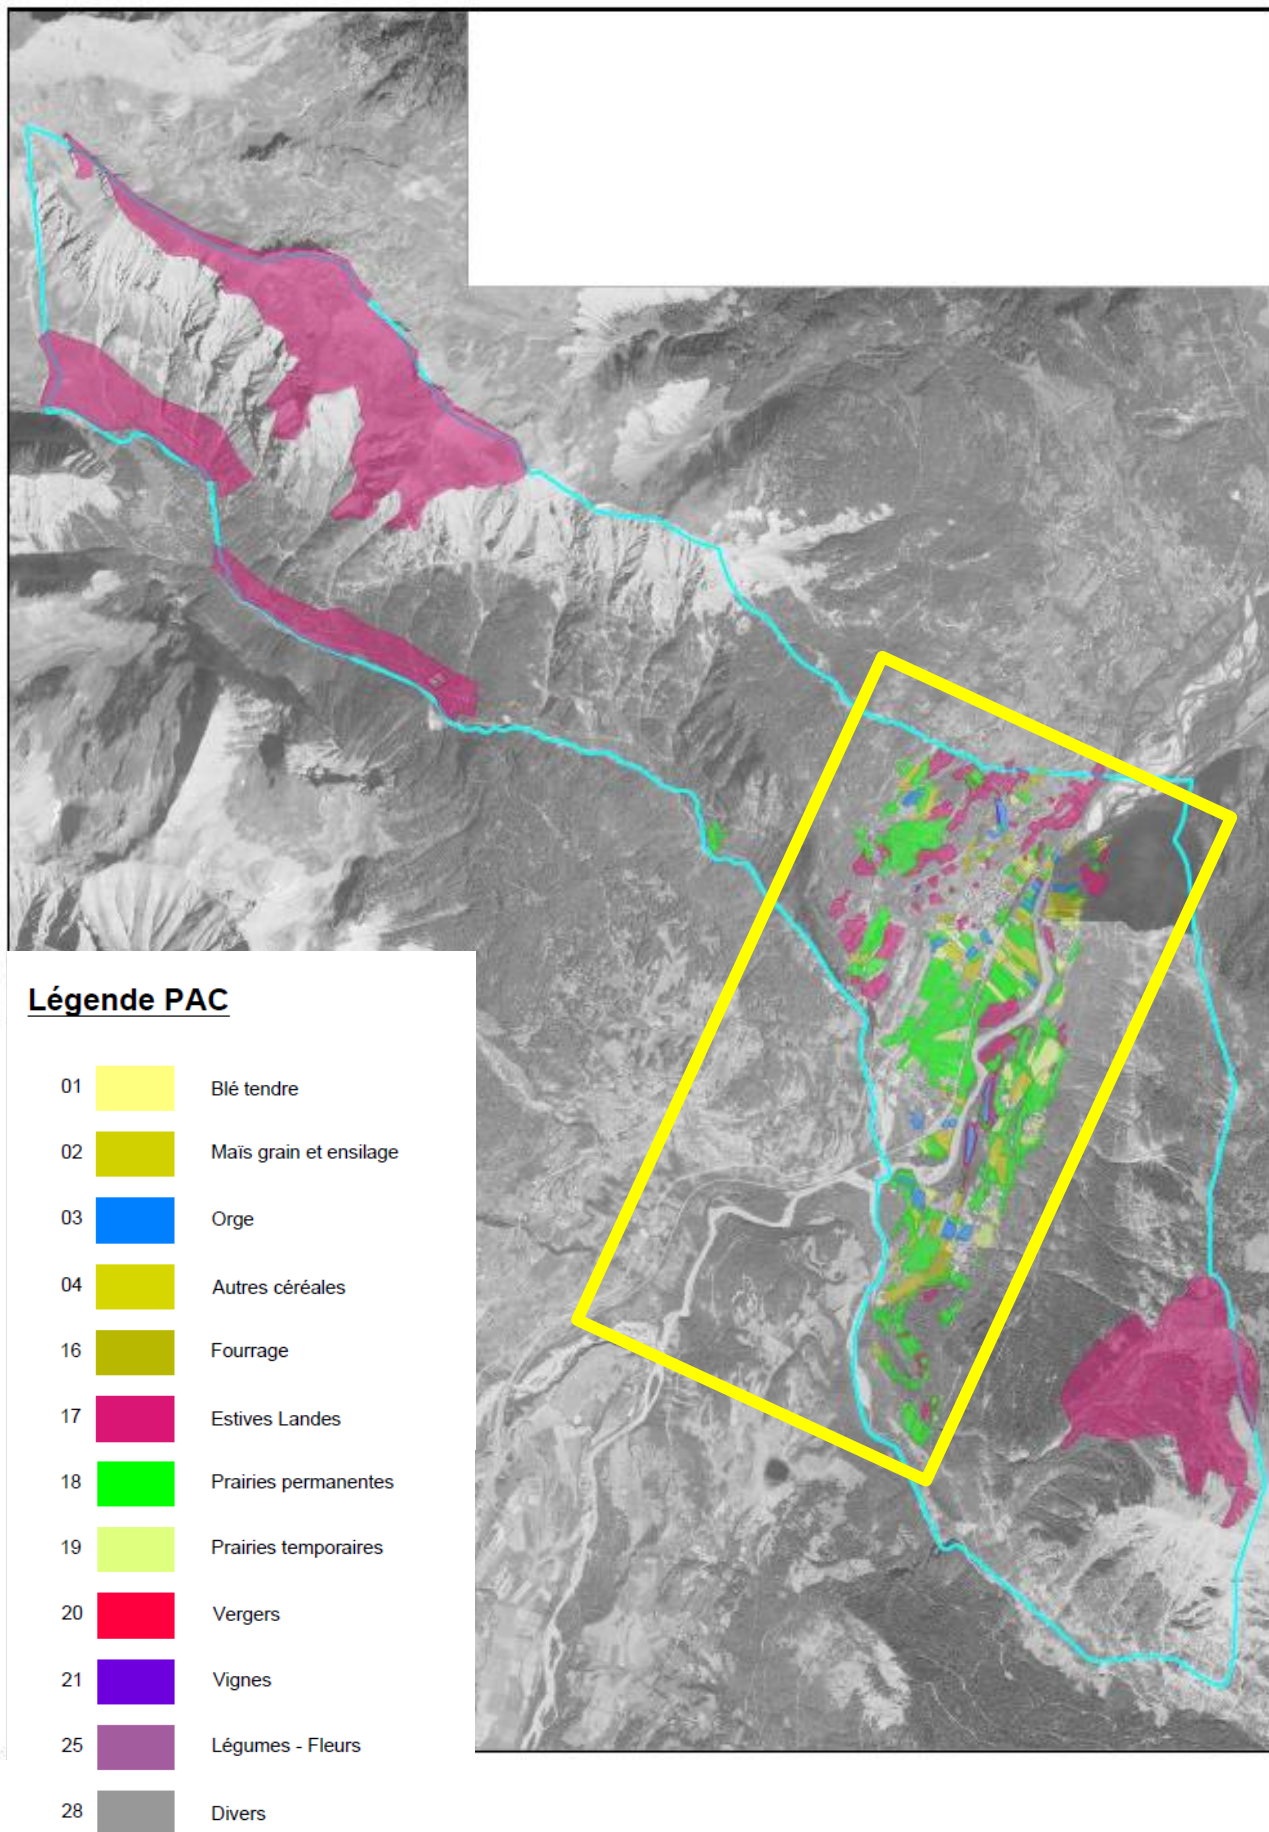 Légende PAC
01 Blé tendre
02 Maïs grain et ensilage
03 Orge
04 Autres céréales
16 Fourrage
17 Estives Landes
18 Prairies permanentes
19 Prairies temporaires
20 Vergers
21 Vignes
25 Légumes - Fleurs
28 Divers